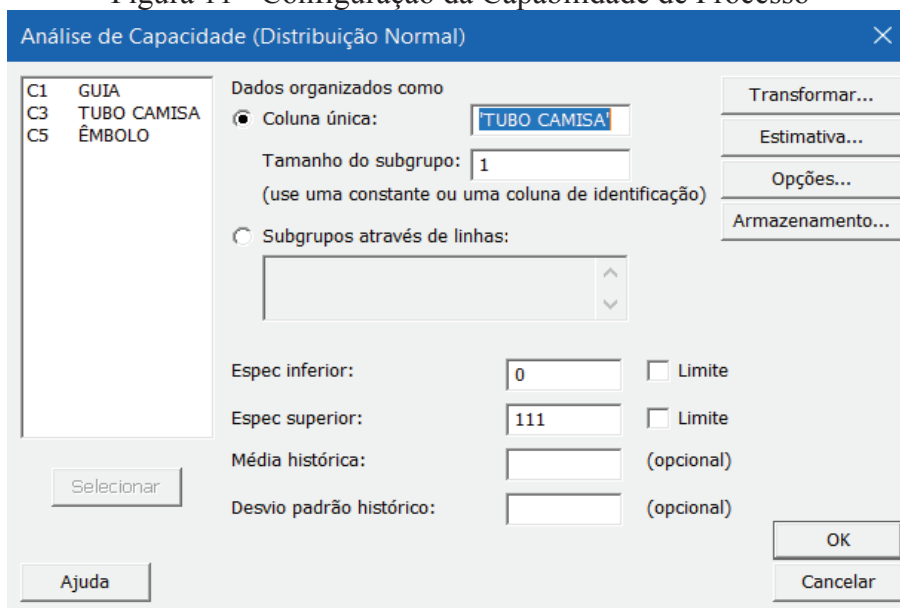 Figura 11 - Configuração da Capabilidade de Processo
Análise de Capacidade (Distribuição Normal)
C1 GUIA
C3 TUBO CAMISA
C5 ÊMBOLO
Dados organizados como
Coluna única: 'TUBO CAMISA'
Tamanho do subgrupo: 1
(use uma constante ou uma coluna de identificação)
Subgrupos através de linhas:
Transformar...
Estimativa...
Opções...
Armazenamento...
Espec inferior: 0 Limite
Espec superior: 111 Limite
Média histórica: (opcional)
Desvio padrão histórico: (opcional)
Selecionar
OK
Ajuda
Cancelar